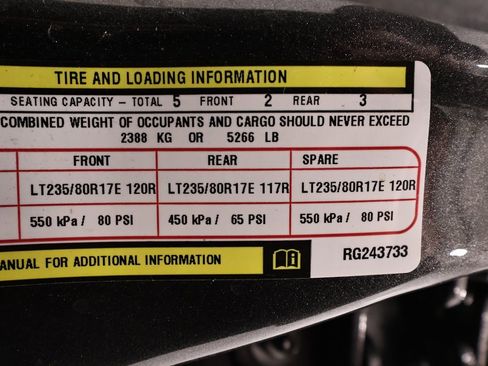 TIRE AND LOADING INFORMATION
SEATING CAPACITY – TOTAL 5 FRONT 2 REAR 3
COMBINED WEIGHT OF OCCUPANTS AND CARGO SHOULD NEVER EXCEED
2388 KG OR 5266 LB
FRONT REAR SPARE
LT235/80R17E 120R LT235/80R17E 117R LT235/80R17E 120R
550 kPa / 80 PSI 450 kPa / 65 PSI 550 kPa / 80 PSI
ANUAL FOR ADDITIONAL INFORMATION RG243733